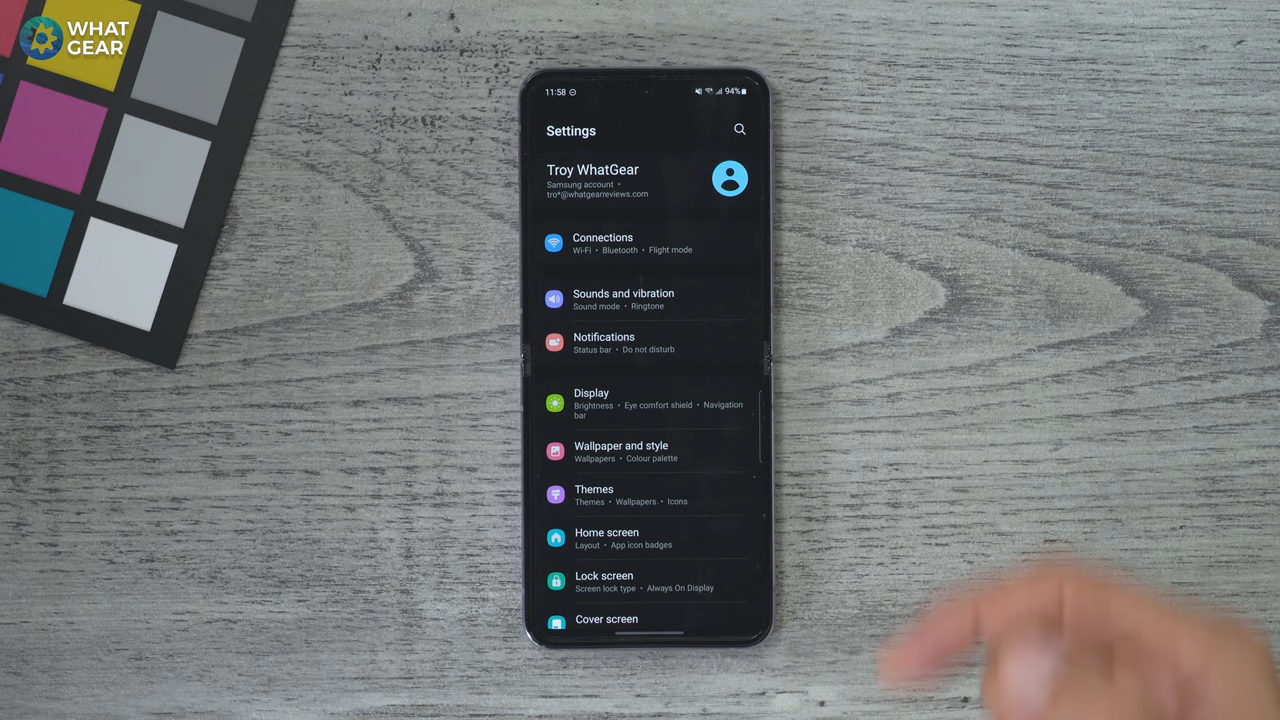 WHAT
GEAR
11:58
94%
Settings
Troy WhatGear
Samsung account •
tro*@whatgearreviews.com
Connections
Wi-Fi • Bluetooth • Flight mode
Sounds and vibration
Sound mode • Ringtone
Notifications
Status bar • Do not disturb
Display
Brightness • Eye comfort shield • Navigation
bar
Wallpaper and style
Wallpapers • Colour palette
Themes
Themes • Wallpapers • Icons
Home screen
Layout • App icon badges
Lock screen
Screen lock type • Always On Display
Cover screen